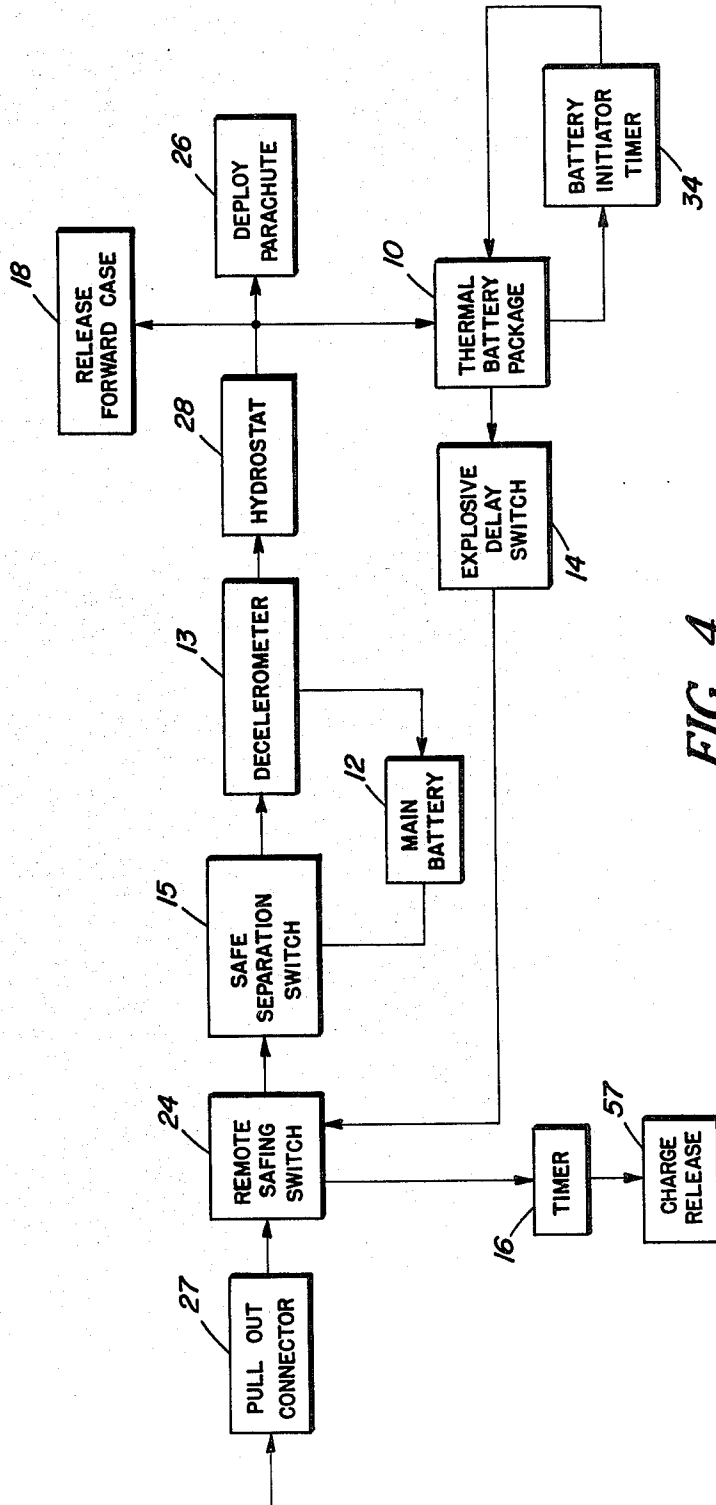 18
RELEASE
FORWARD CASE
26
DEPLOY
PARACHUTE
28
HYDROSTAT
13
DECELEROMETER
15
SAFE
SEPARATION
SWITCH
24
REMOTE
SAFING
SWITCH
27
PULL OUT
CONNECTOR
12
MAIN
BATTERY
10
THERMAL
BATTERY
PACKAGE
BATTERY
INITIATOR
TIMER
34
EXPLOSIVE
DELAY
SWITCH
14
TIMER
16
57
CHARGE
RELEASE
FIG. 4